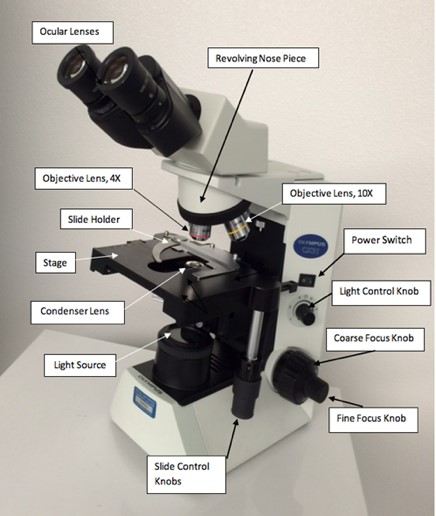 Ocular Lenses
Revolving Nose Piece
Objective Lens, 4X
Objective Lens, 10X
Slide Holder
Power Switch
Stage
OLYMPUS
Light Control Knob
Condenser Lens
Coarse Focus Knob
Light Source
OLYMPUS
Fine Focus Knob
Slide Control
Knobs